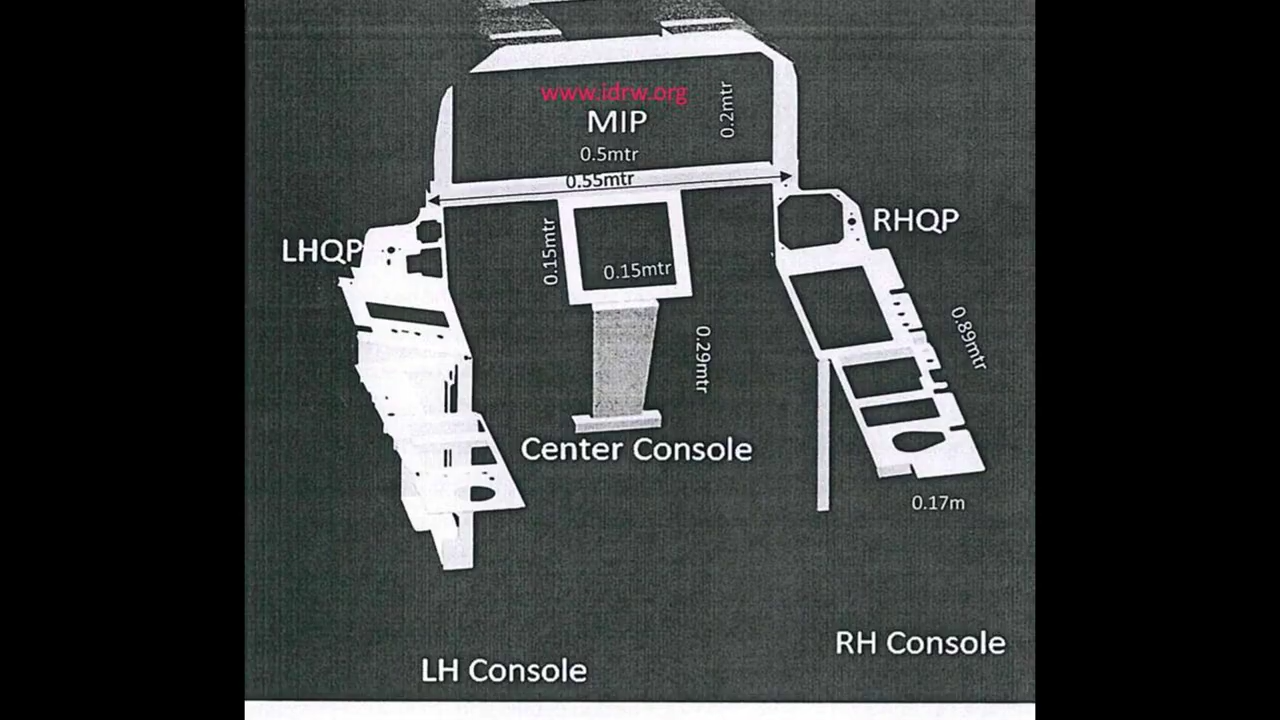 www.idrw.org
0.2mtr
MIP
0.5mtr
0.55mtr
LHQP
RHQP
0.15mtr
0.15mtr
0.89mtr
0.29mtr
Center Console
0.17m
RH Console
LH Console